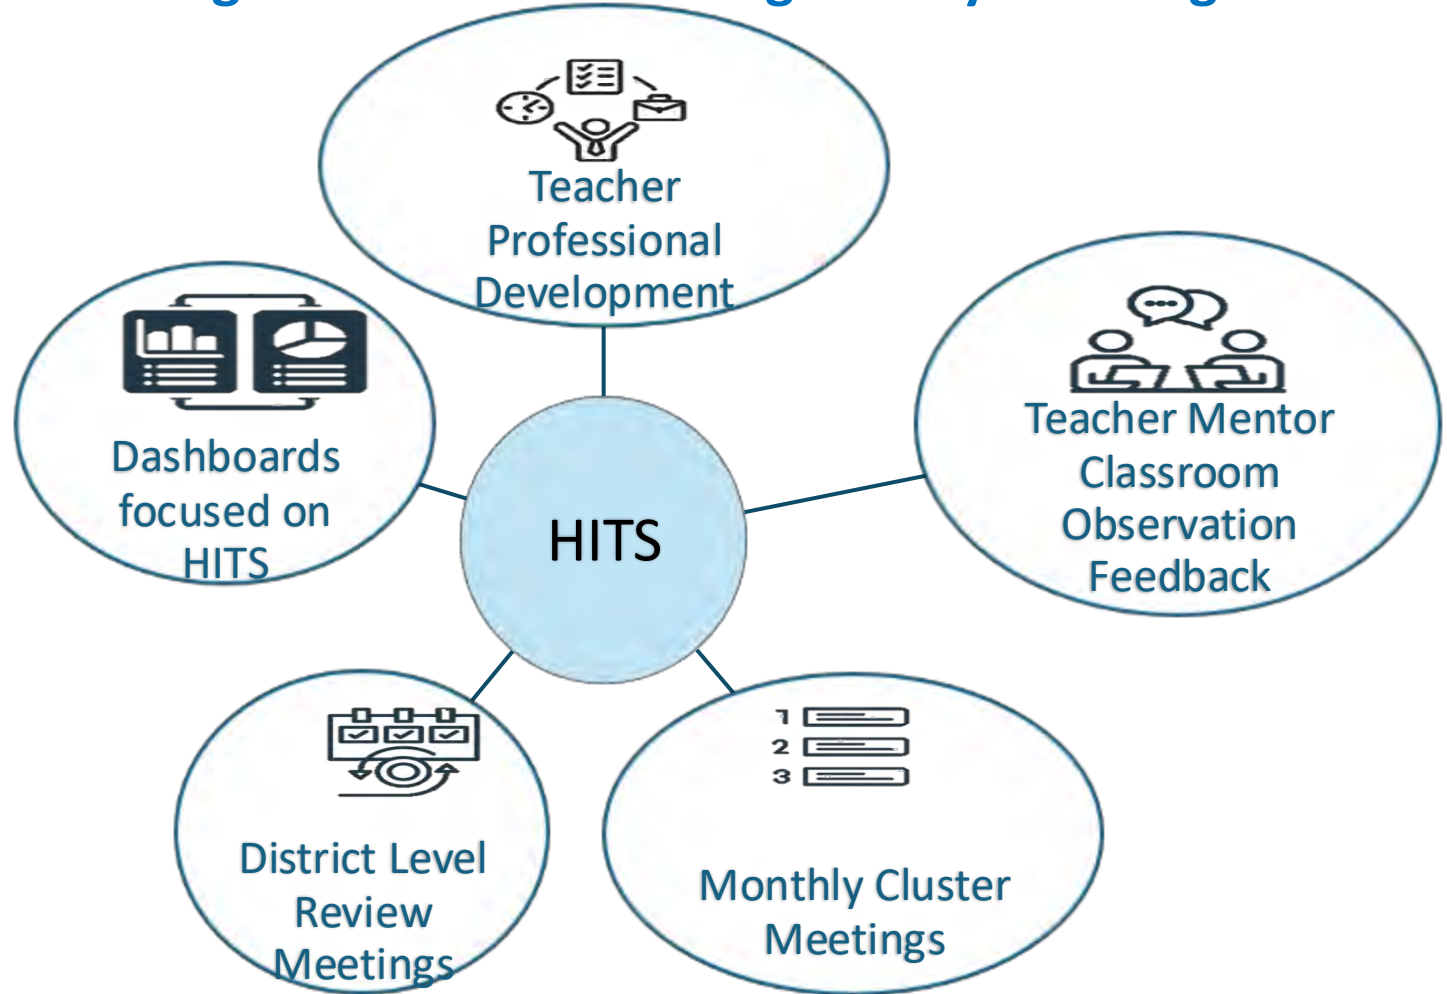 Teacher
Professional
Development
Dashboards
focused on
HITS
HITS
Teacher Mentor
Classroom
Observation
Feedback
District Level
Review
Meetings
1
2
3
Monthly Cluster
Meetings